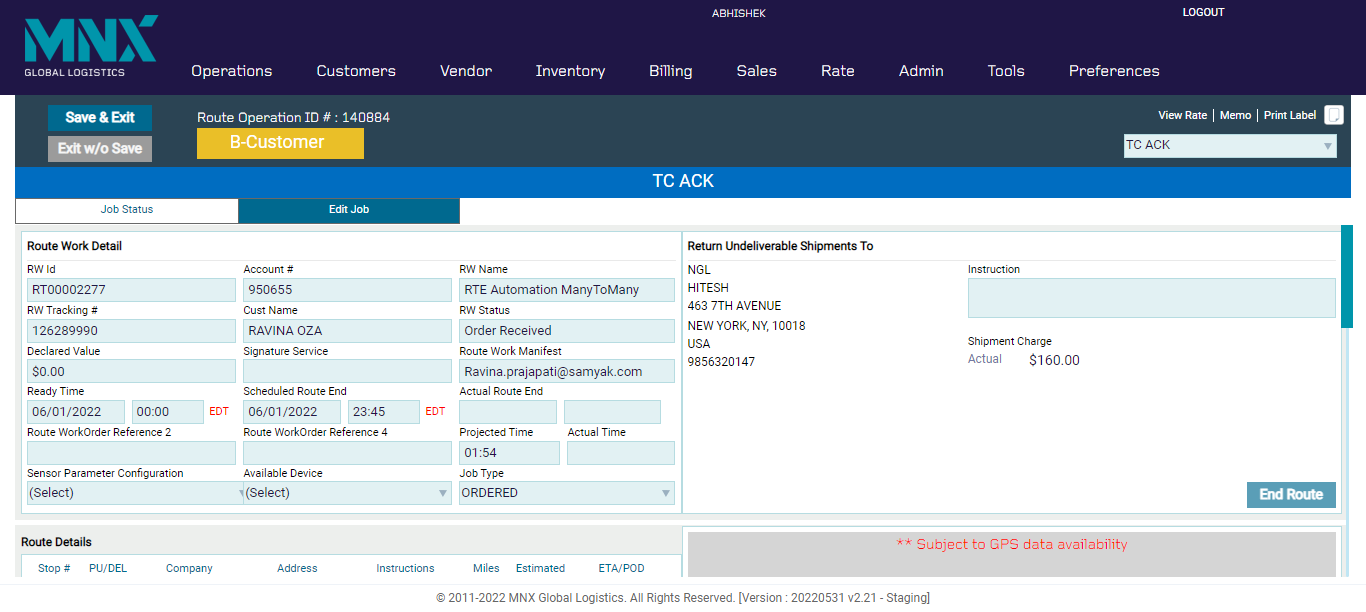 MNX
GLOBAL LOGISTICS
ABHISHEK
LOGOUT
Operations Customers Vendor Inventory Billing Sales Rate Admin Tools Preferences
Save & Exit
Exit w/o Save
Route Operation ID # : 140884
B-Customer
View Rate | Memo | Print Label
TC ACK
TC ACK
Job Status Edit Job
Route Work Detail
RW Id Account # RW Name
RT00002277 950655 RTE Automation ManyToMany
RW Tracking # Cust Name RW Status
126289990 RAVINA OZA Order Received
Declared Value Signature Service Route Work Manifest
$0.00 Ravina.prajapati@samyak.com
Ready Time Scheduled Route End Actual Route End
06/01/2022 00:00 EDT 06/01/2022 23:45 EDT
Route WorkOrder Reference 2 Route WorkOrder Reference 4 Projected Time Actual Time
01:54
Sensor Parameter Configuration Available Device Job Type
(Select) (Select) ORDERED
Return Undeliverable Shipments To
NGL
HITESH
463 7TH AVENUE
NEW YORK, NY, 10018
USA
9856320147
Instruction
Shipment Charge
Actual $160.00
End Route
Route Details
Stop # PU/DEL Company Address Instructions Miles Estimated ETA/POD
** Subject to GPS data availability
© 2011-2022 MNX Global Logistics. All Rights Reserved. [Version : 20220531 v2.21 - Staging]